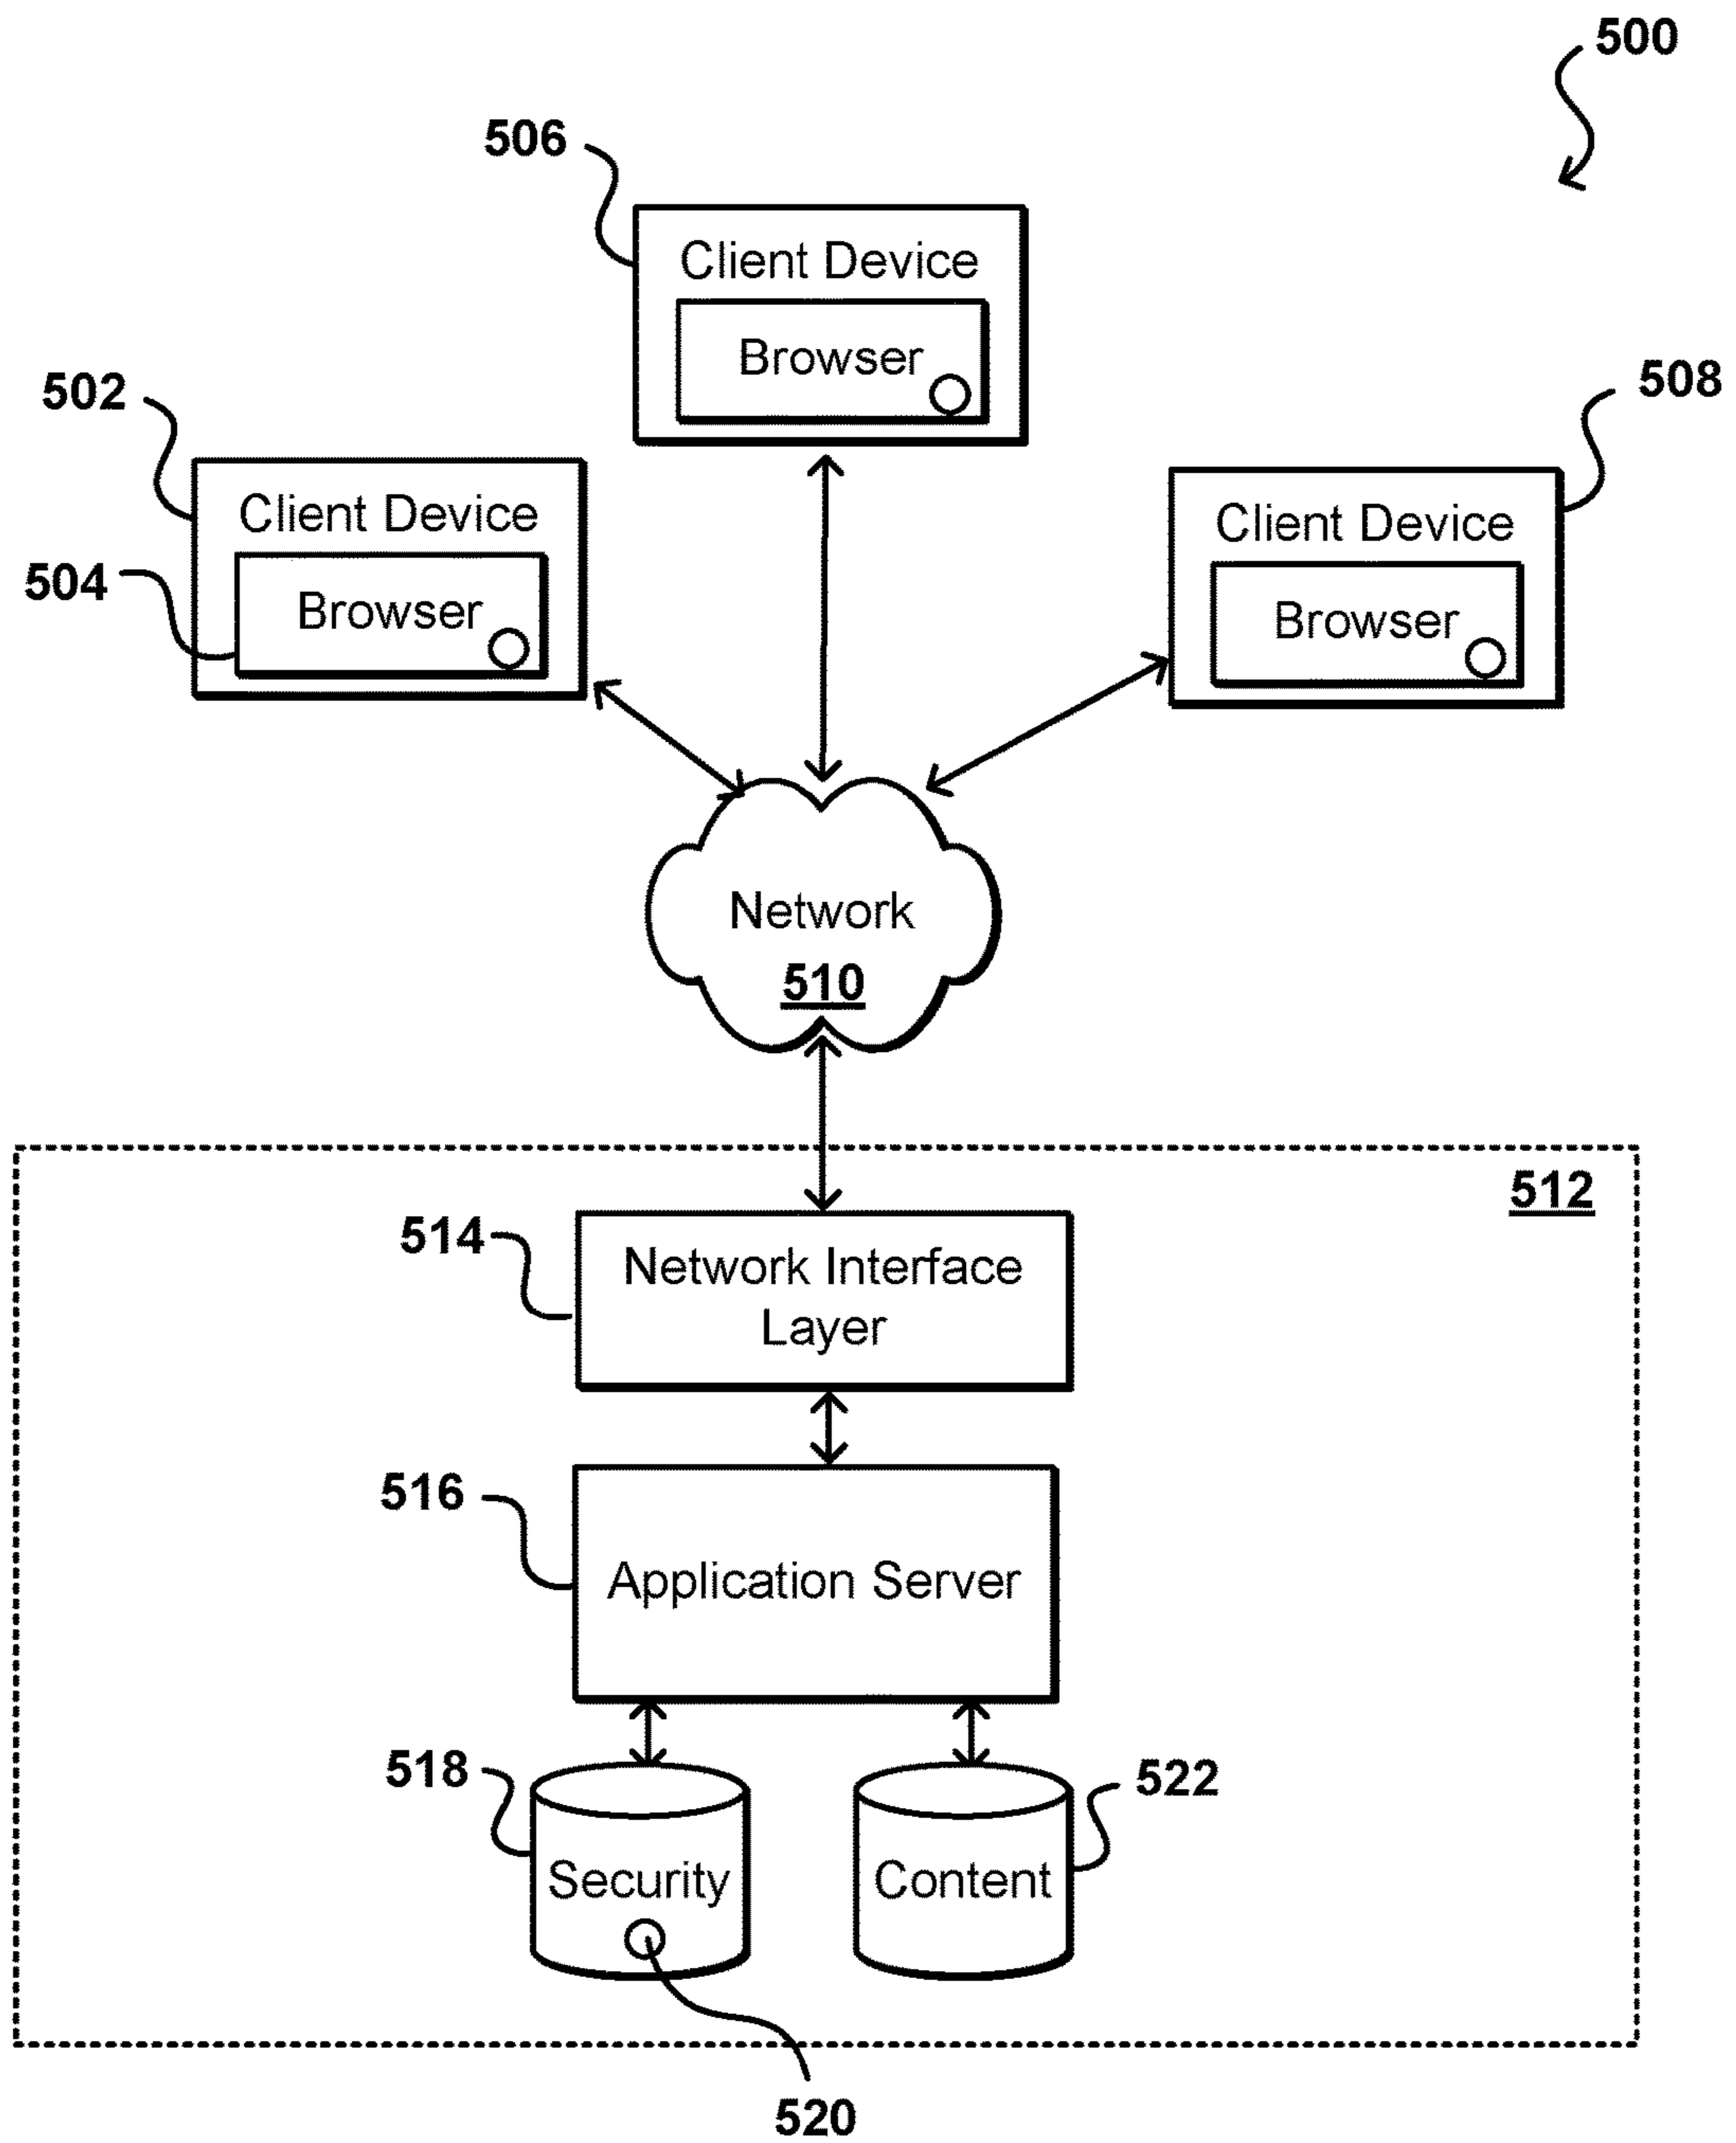 500
506
Client Device
Browser
502
508
Client Device
Client Device
504
Browser
Browser
Network
510
512
514
Network Interface
Layer
516
Application Server
518
522
Security
Content
520